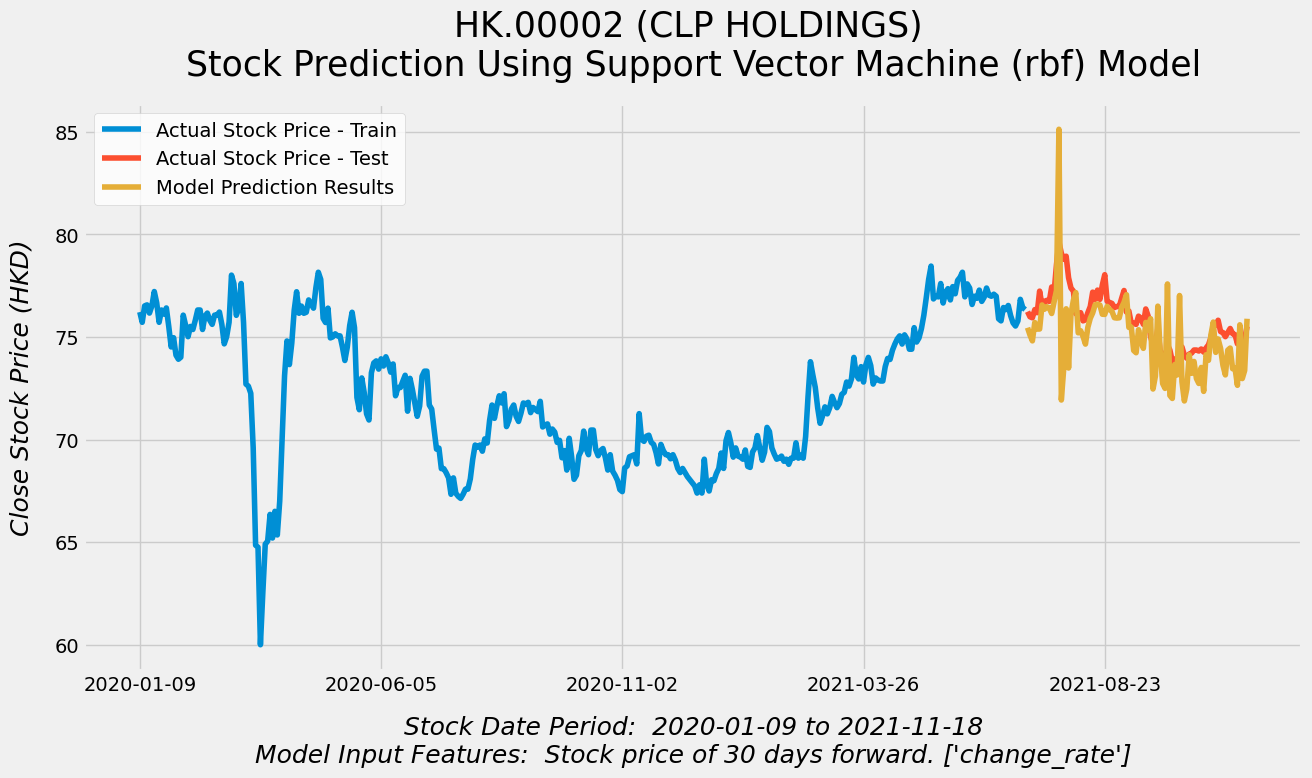 HK.00002 (CLP HOLDINGS)
Stock Prediction Using Support Vector Machine (rbf) Model
Actual Stock Price - Train
Actual Stock Price - Test
Model Prediction Results
Close Stock Price (HKD)
85
80
75
70
65
60
2020-01-09
2020-06-05
2020-11-02
2021-03-26
2021-08-23
Stock Date Period:  2020-01-09 to 2021-11-18
Model Input Features:  Stock price of 30 days forward. ['change_rate']